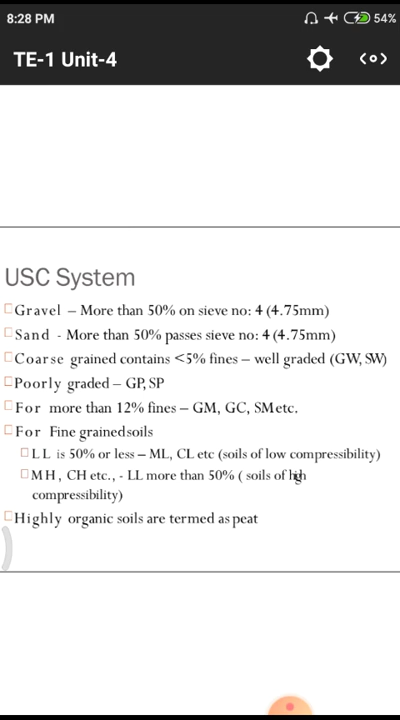 8:28 PM
54%
TE-1 Unit-4
USC System
Gravel – More than 50% on sieve no: 4 (4.75mm)
Sand - More than 50% passes sieve no: 4 (4.75mm)
Coarse grained contains <5% fines – well graded (GW, SW)
Poorly graded – GP, SP
For more than 12% fines – GM, GC, SM etc.
For Fine grained soils
LL is 50% or less – ML, CL etc (soils of low compressibility)
MH, CH etc., - LL more than 50% ( soils of high
compressibility)
Highly organic soils are termed as peat